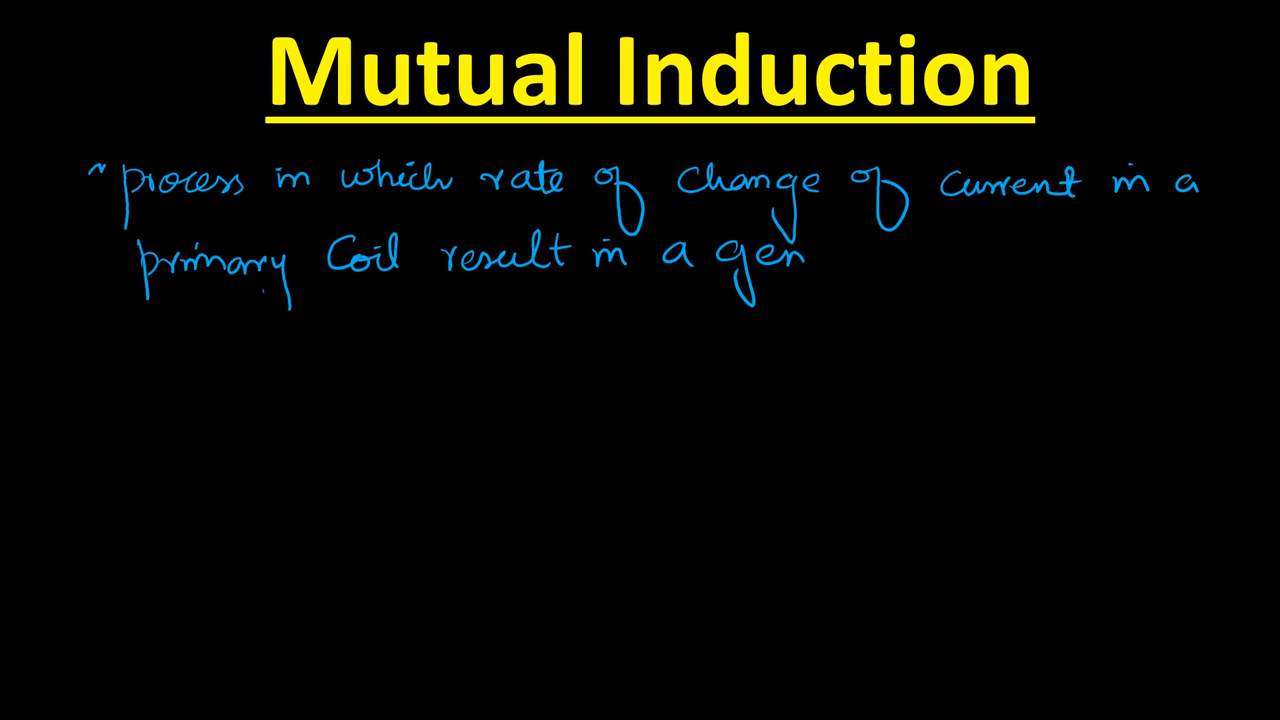 Mutual Induction
" process in which rate of change of current in a
primary coil result in a gen